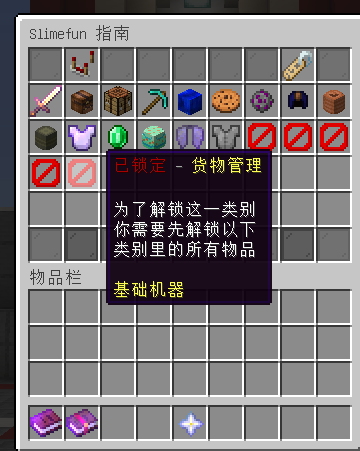 Slimefun 指南
已锁定 - 货物管理
为了解锁这一类别
你需要先解锁以下
类别里的所有物品
基础机器
物品栏